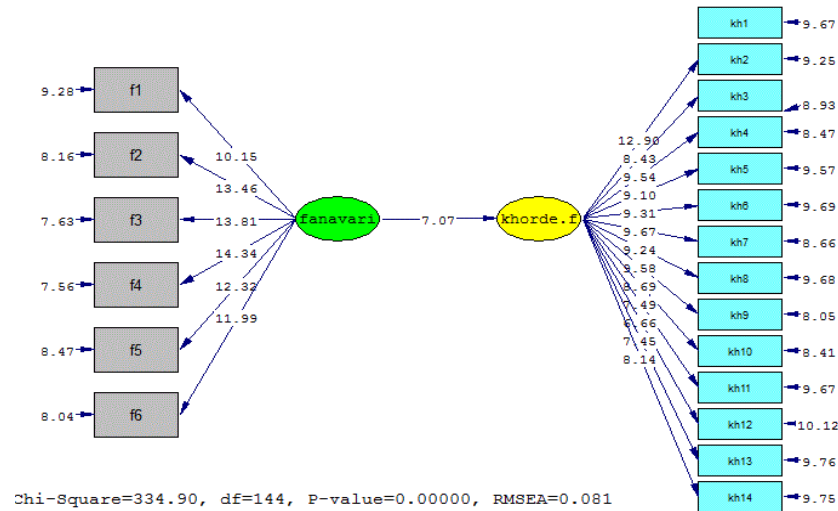 9.28 f1
8.16 f2
7.63 f3
7.56 f4
8.47 f5
8.04 f6
10.15
13.46
13.81
14.34
12.32
11.99
fanavari
7.07
khorde.f
12.90
8.43
9.54
9.10
9.31
9.67
9.24
9.58
8.69
7.49
6.66
7.45
8.14
kh1 9.67
kh2 9.25
kh3 8.93
kh4 8.47
kh5 9.57
kh6 9.69
kh7 8.66
kh8 9.68
kh9 8.05
kh10 8.41
kh11 9.67
kh12 10.12
kh13 9.76
kh14 9.75
Chi-Square=334.90, df=144, P-value=0.00000, RMSEA=0.081